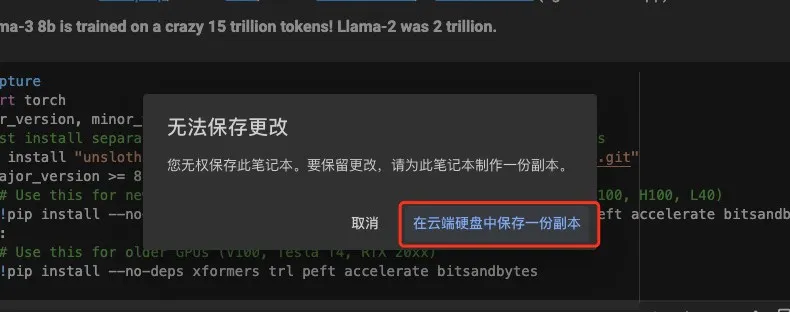 ma-3 8b is trained on a crazy 15 trillion tokens! Llama-2 was 2 trillion.
pture
rt torch
r_version, minor_
无法保存更改
st install separa
s
install "unsloth
.git"
您无权保存此笔记本。要保留更改，请为此笔记本制作一份副本。
ajor_version >= 8
# Use this for ne
100, H100, L40)
!pip install --no
peft accelerate bitsandb
取消
在云端硬盘中保存一份副本
:
# Use this for older GPUs (V100, Tesla T4, RTX 20xx)
!pip install --no-deps xformers trl peft accelerate bitsandbytes